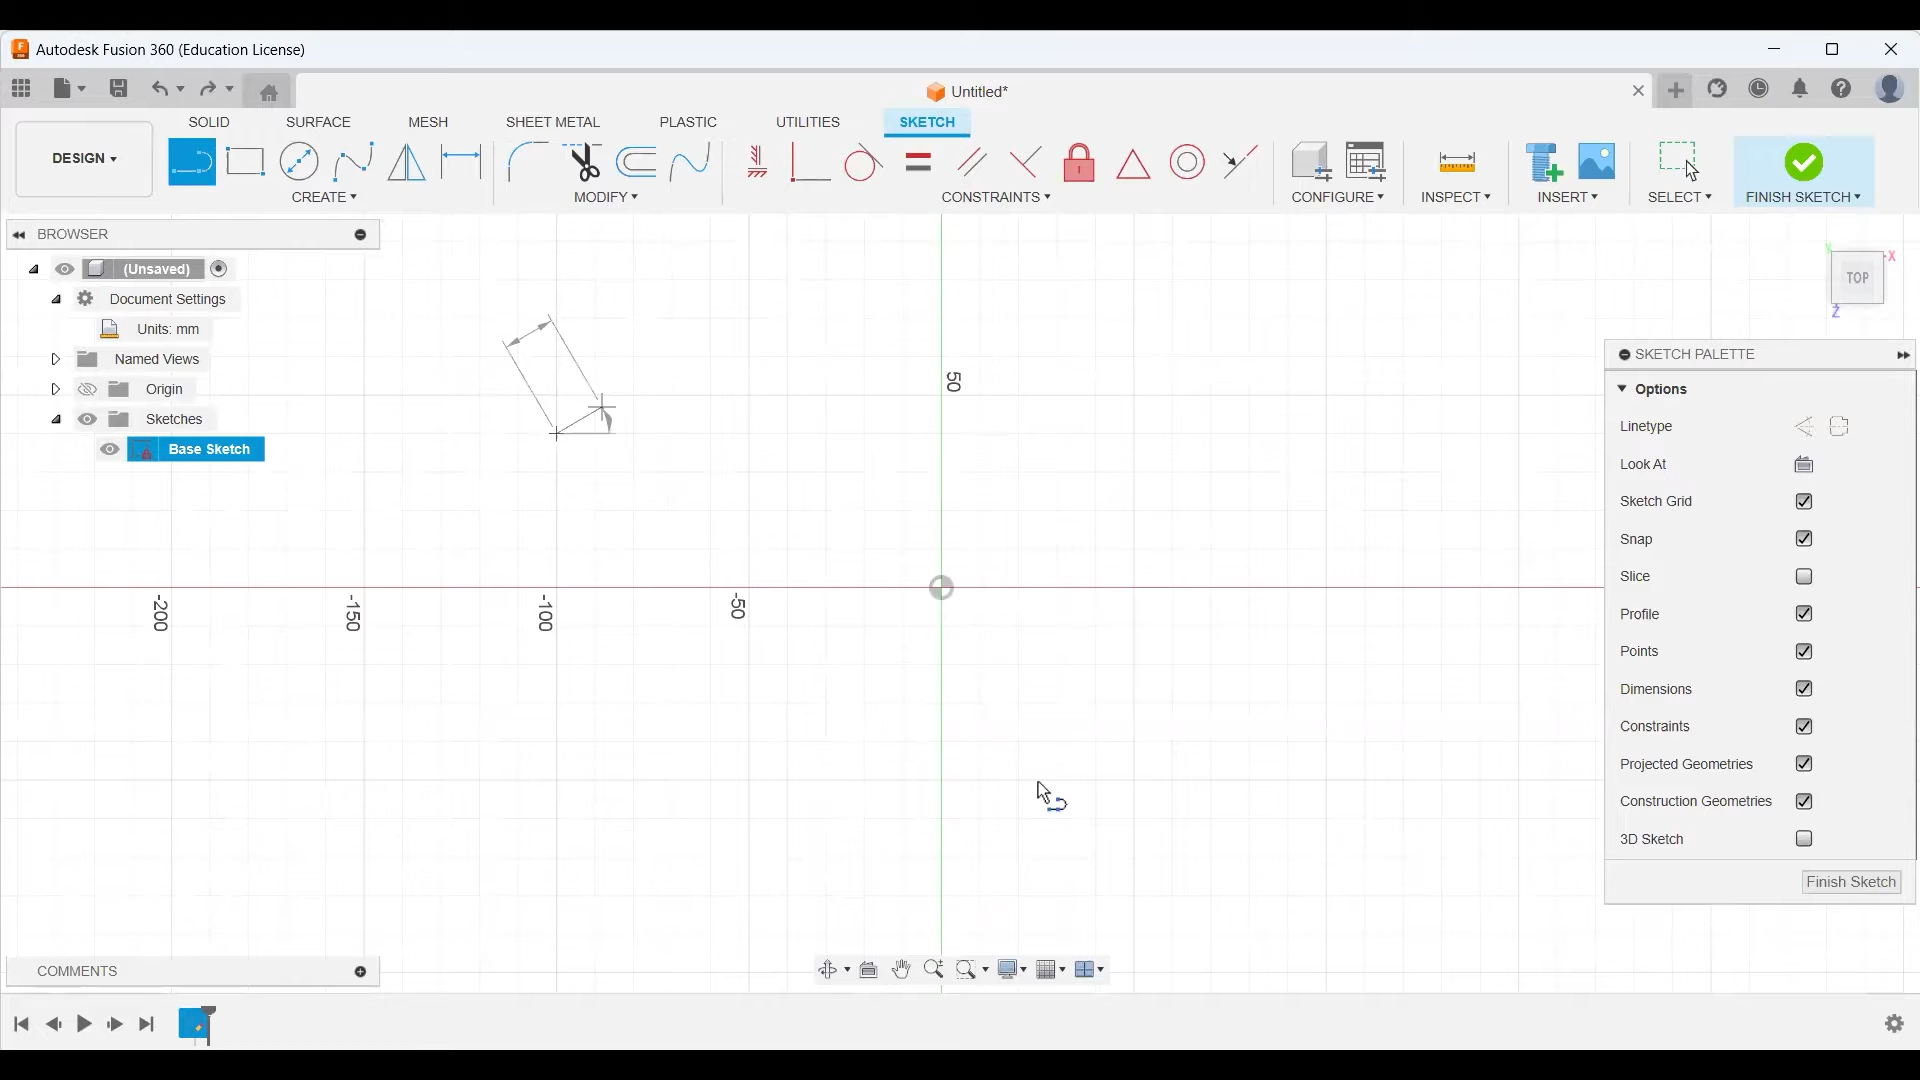 Autodesk Fusion 360 (Education License)
Untitled*
SOLID
SURFACE
MESH
SHEET METAL
PLASTIC
UTILITIES
SKETCH
DESIGN
CREATE
MODIFY
CONSTRAINTS
CONFIGURE
INSPECT
INSERT
SELECT
FINISH SKETCH
BROWSER
(Unsaved)
Document Settings
Units: mm
Named Views
Origin
Sketches
Base Sketch
50
-200
-150
-100
-50
TOP
X
Y
Z
SKETCH PALETTE
Options
Linetype
Look At
Sketch Grid
Snap
Slice
Profile
Points
Dimensions
Constraints
Projected Geometries
Construction Geometries
3D Sketch
Finish Sketch
COMMENTS